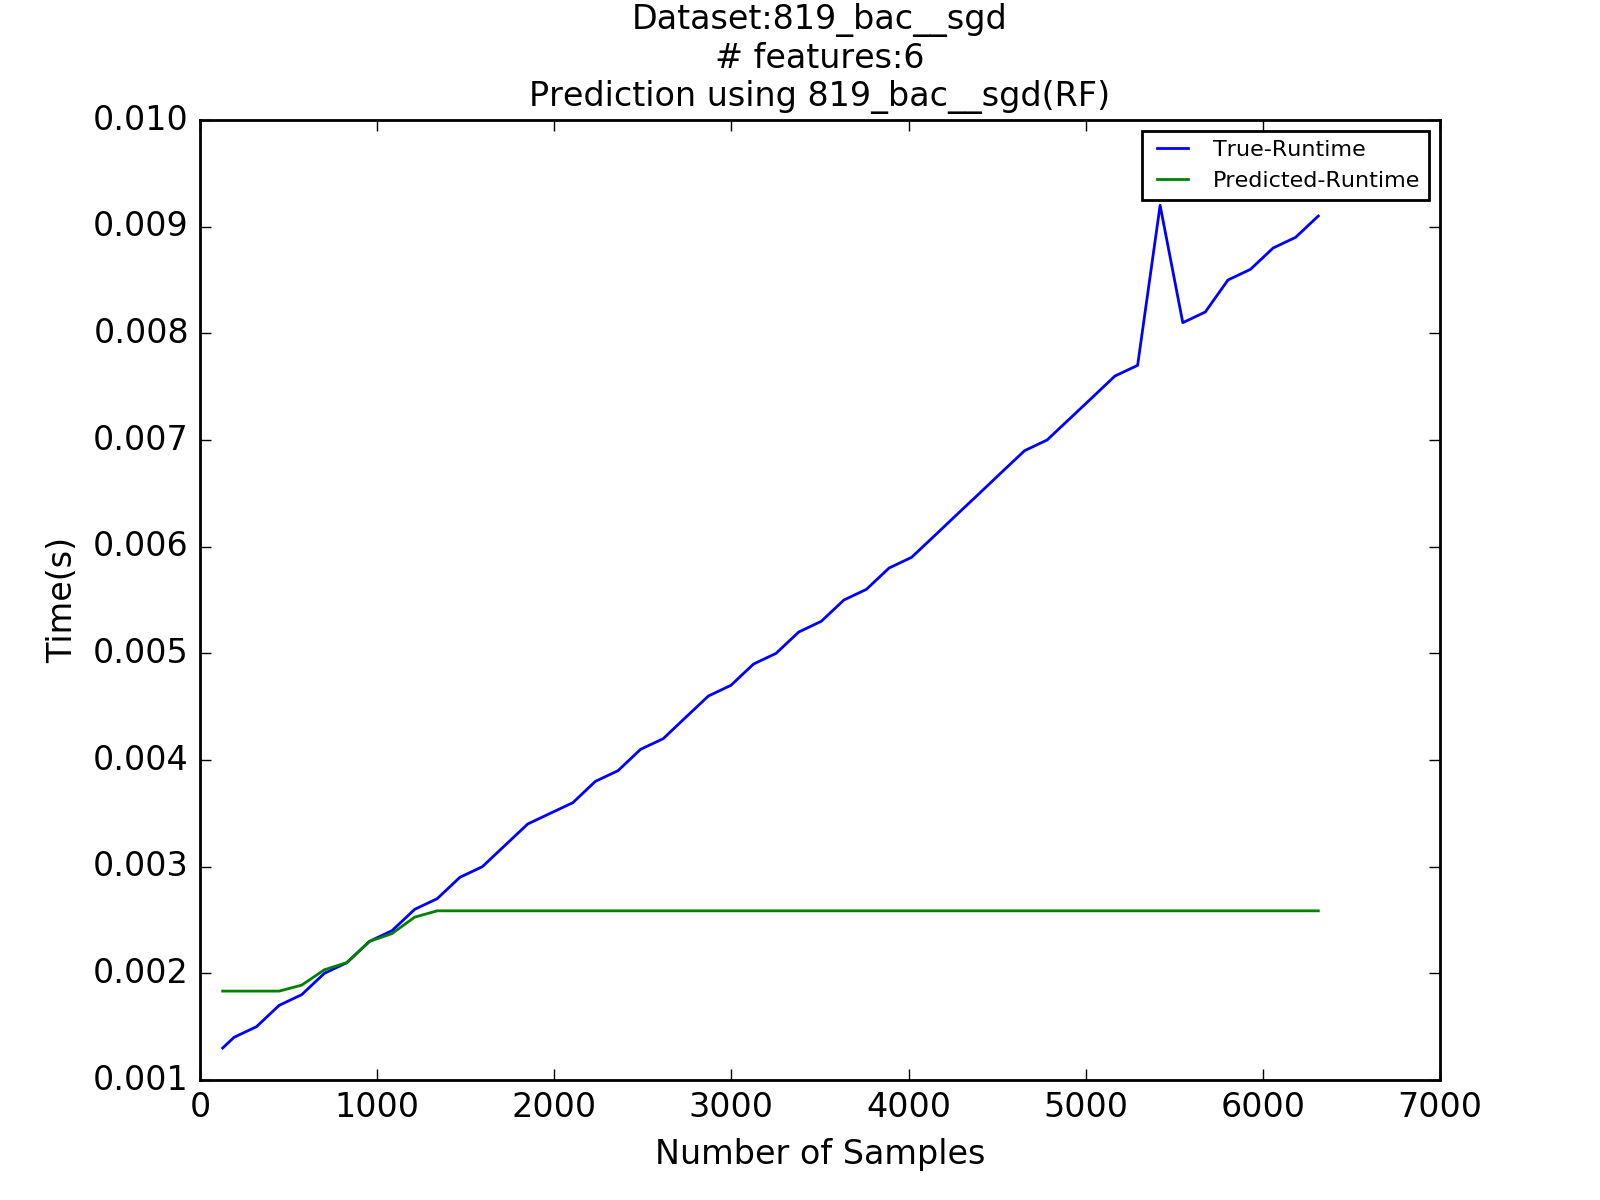 Dataset:819_bac__sgd
# features:6
Prediction using 819_bac__sgd(RF)
True-Runtime
Predicted-Runtime
0.010
0.009
0.008
0.007
0.006
0.005
0.004
0.003
0.002
0.001
Time(s)
0 1000 2000 3000 4000 5000 6000 7000
Number of Samples